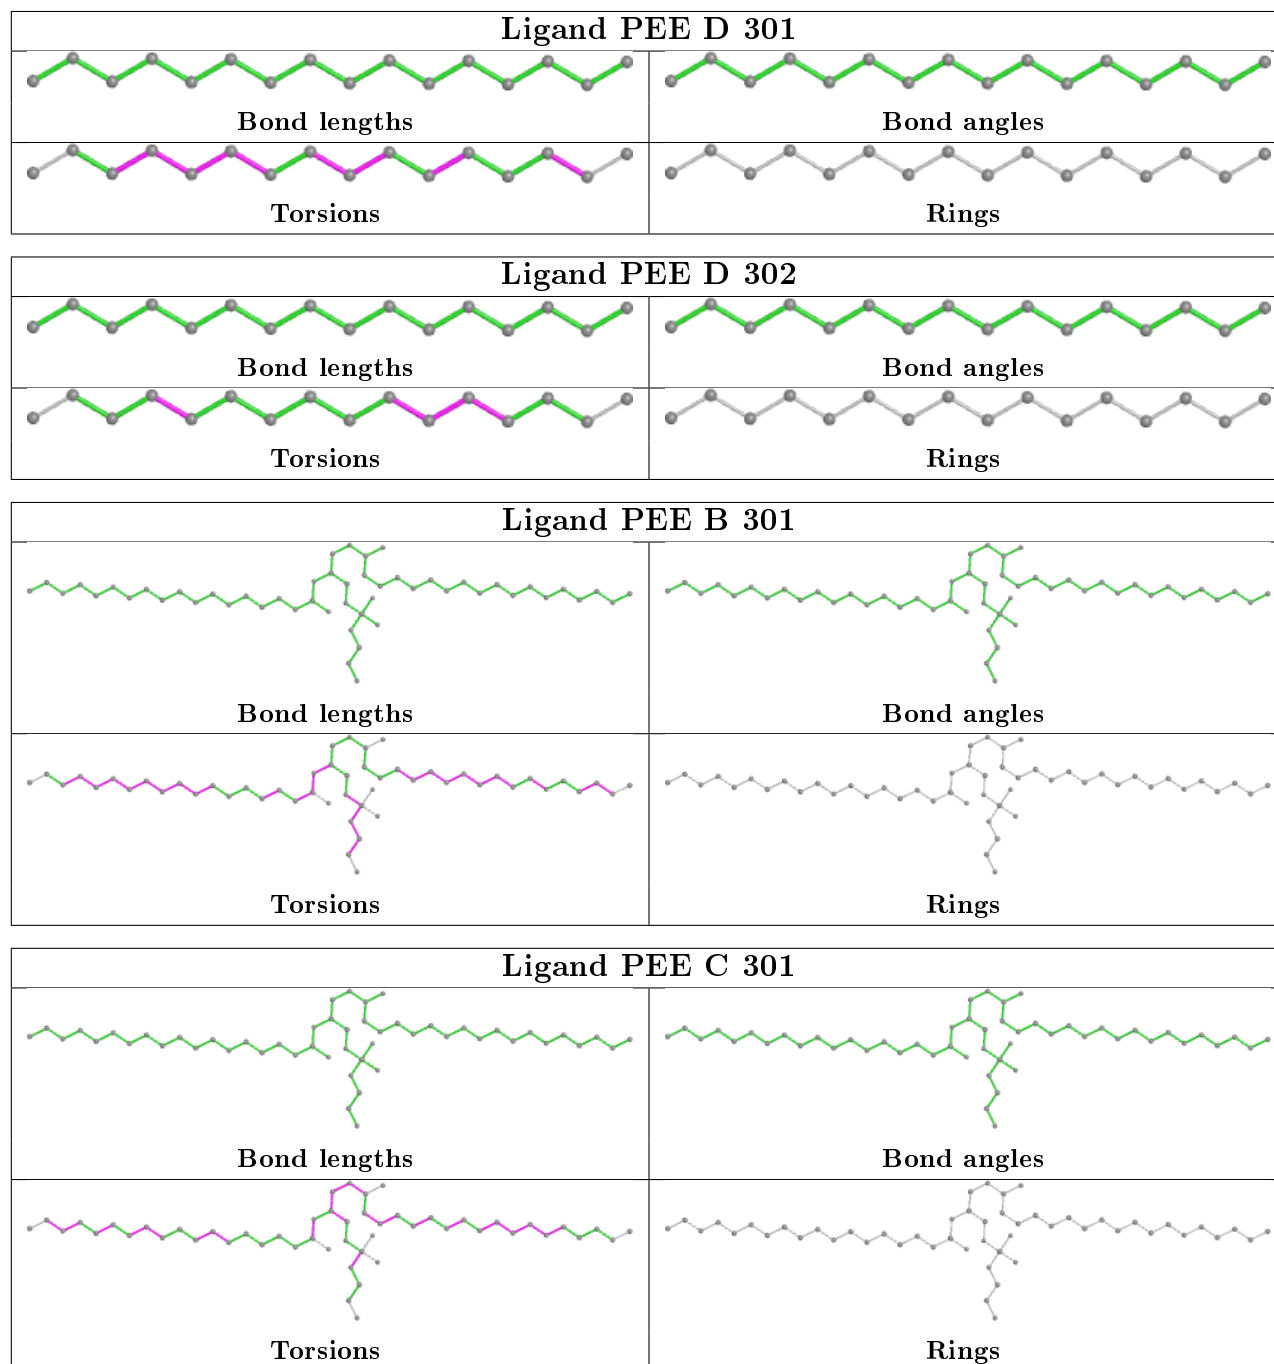 Ligand PEE D 301
Bond lengths
Bond angles
Torsions
Rings
Ligand PEE D 302
Bond lengths
Bond angles
Torsions
Rings
Ligand PEE B 301
Bond lengths
Bond angles
Torsions
Rings
Ligand PEE C 301
Bond lengths
Bond angles
Torsions
Rings